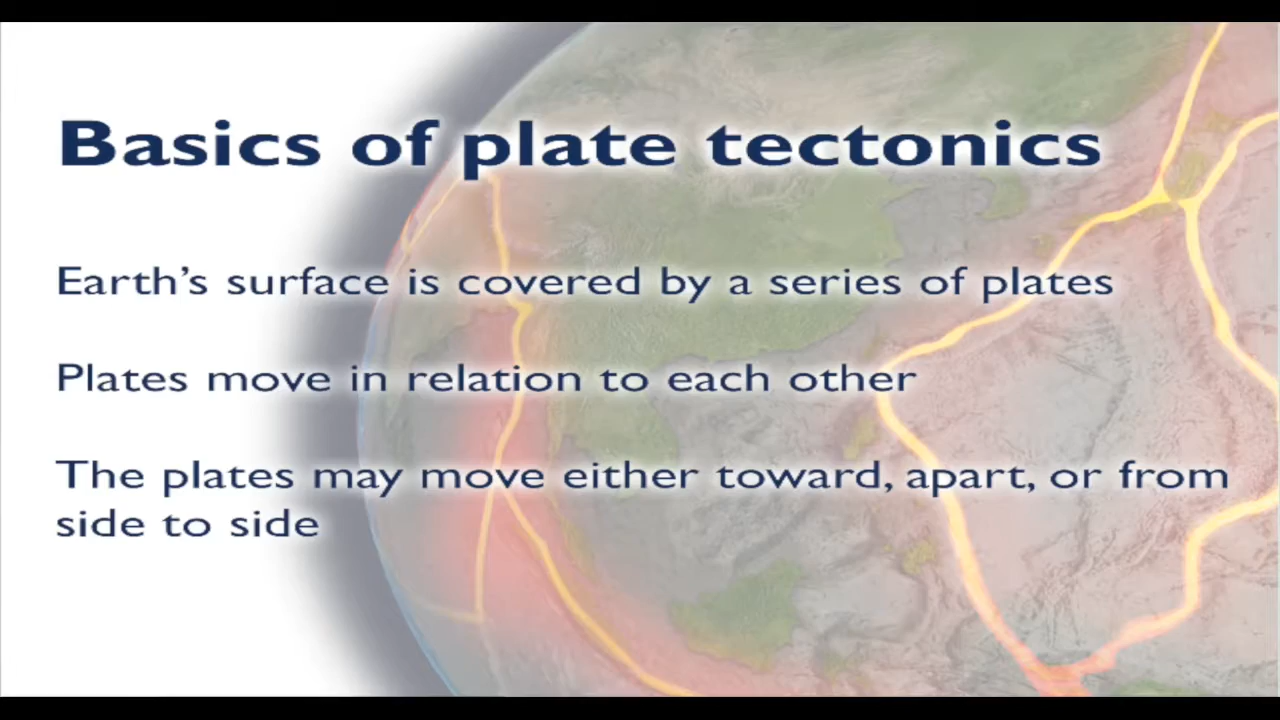 Basics of plate tectonics
Earth’s surface is covered by a series of plates
Plates move in relation to each other
The plates may move either toward, apart, or from
side to side